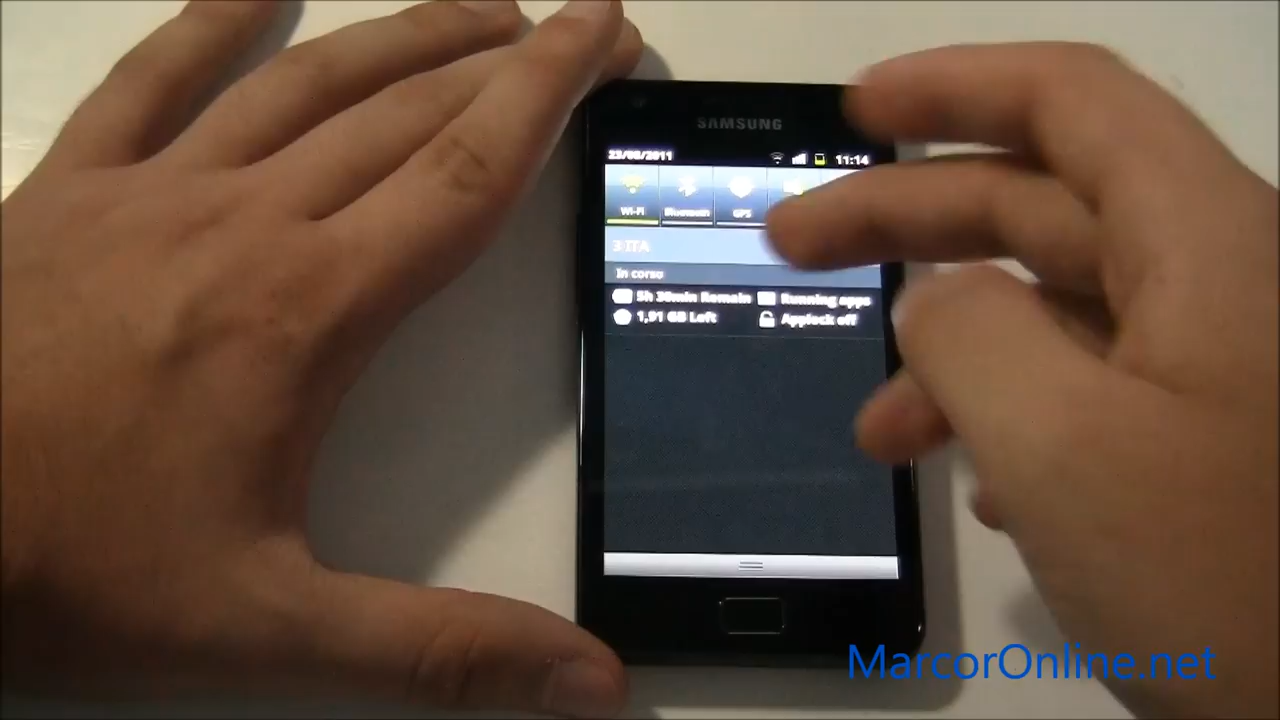 SAMSUNG
23/08/2011 11:14
Wi-Fi Bluetooth GPS
3 ITA
In corso
5h 36min Remain Running apps
1,91 GB Left Applock off
MarcorOnline.net